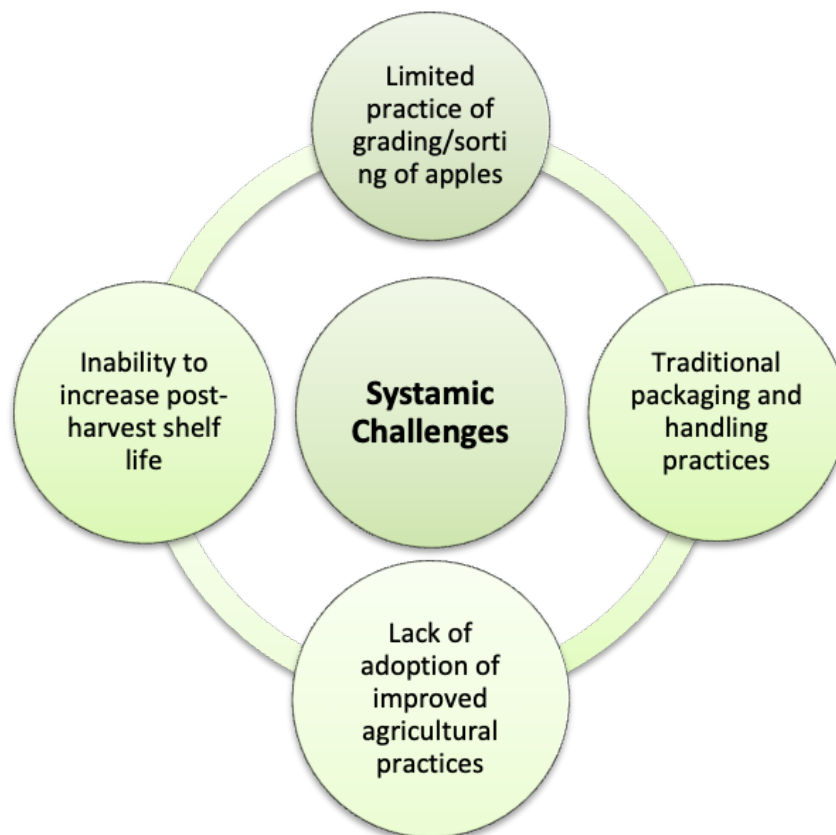 Limited
practice of
grading/sorti
ng of apples
Inability to
increase post-
harvest shelf
life
Systamic
Challenges
Traditional
packaging and
handling
practices
Lack of
adoption of
improved
agricultural
practices